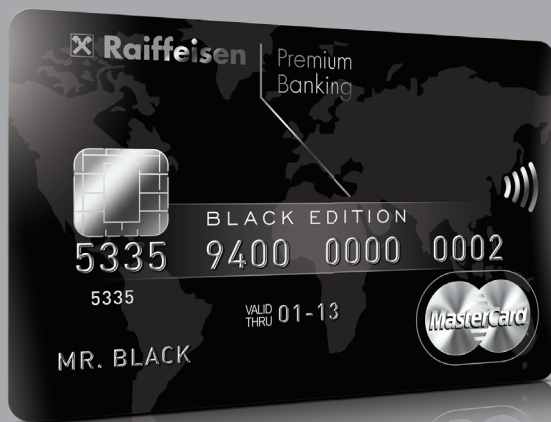 Raiffeisen
Premium
Banking
BLACK EDITION
5335 9400 0000 0002
5335
VALID
THRU 01-13
MR. BLACK
MasterCard